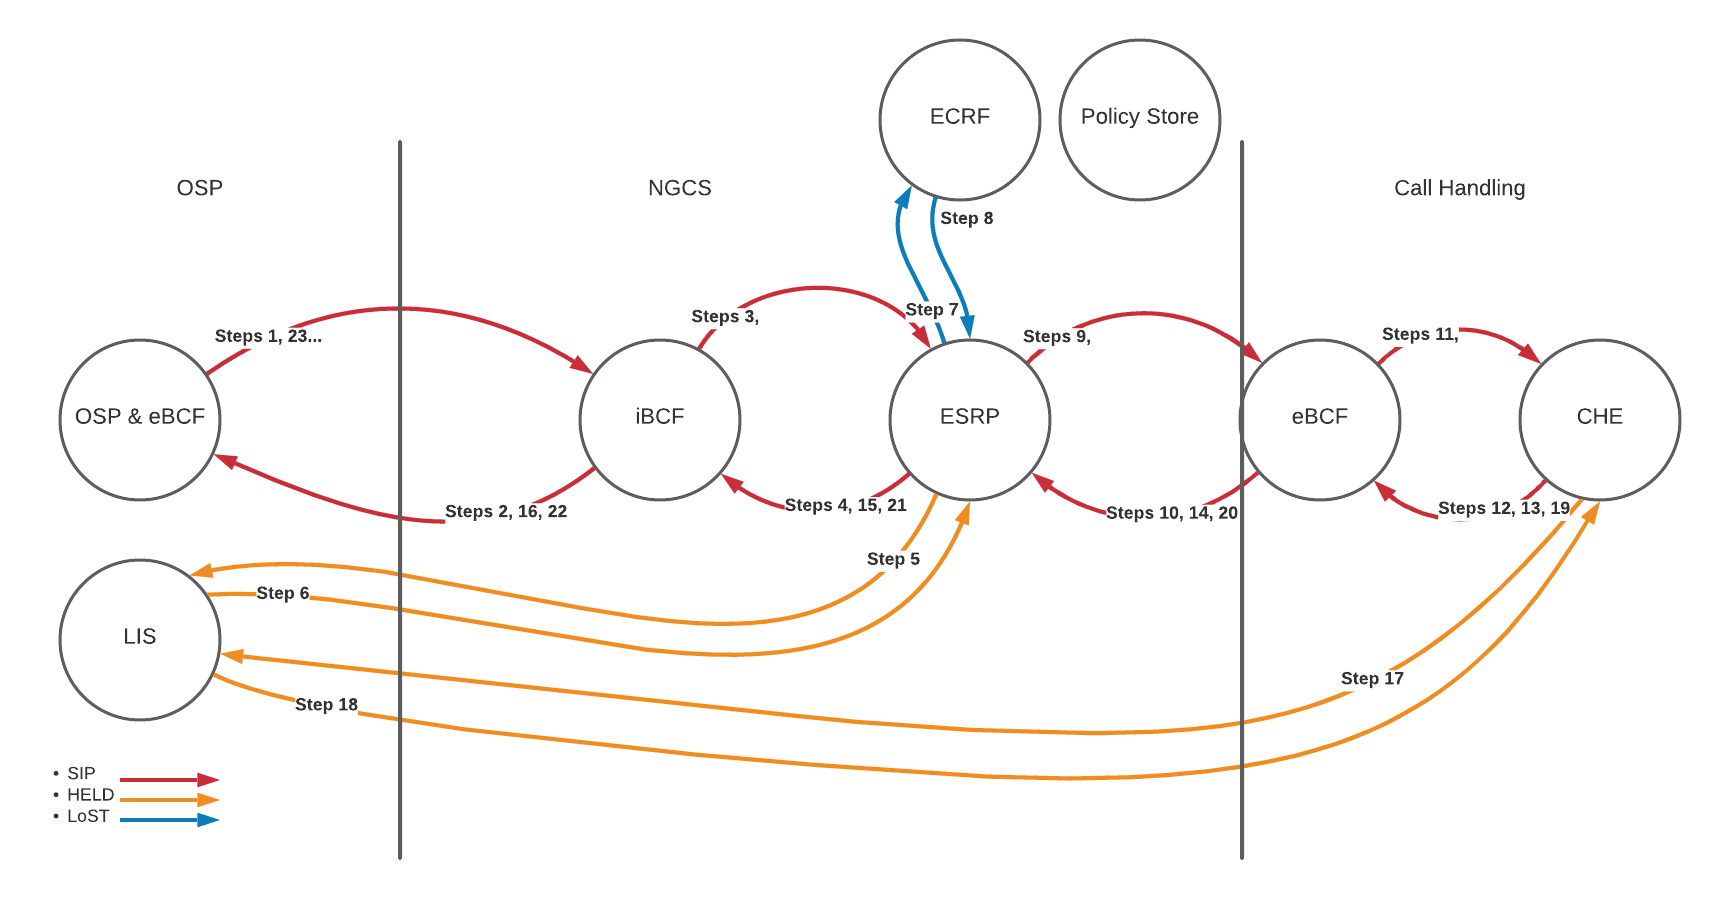 ECRF
Policy Store
OSP
NGCS
Call Handling
Step 8
Steps 1, 23...
Steps 3,
Step 7
Steps 9,
Steps 11,
OSP & eBCF
iBCF
ESRP
eBCF
CHE
Steps 2, 16, 22
Steps 4, 15, 21
Steps 10, 14, 20
Steps 12, 13, 19
Step 5
Step 6
LIS
Step 17
Step 18
• SIP
• HELD
• LoST